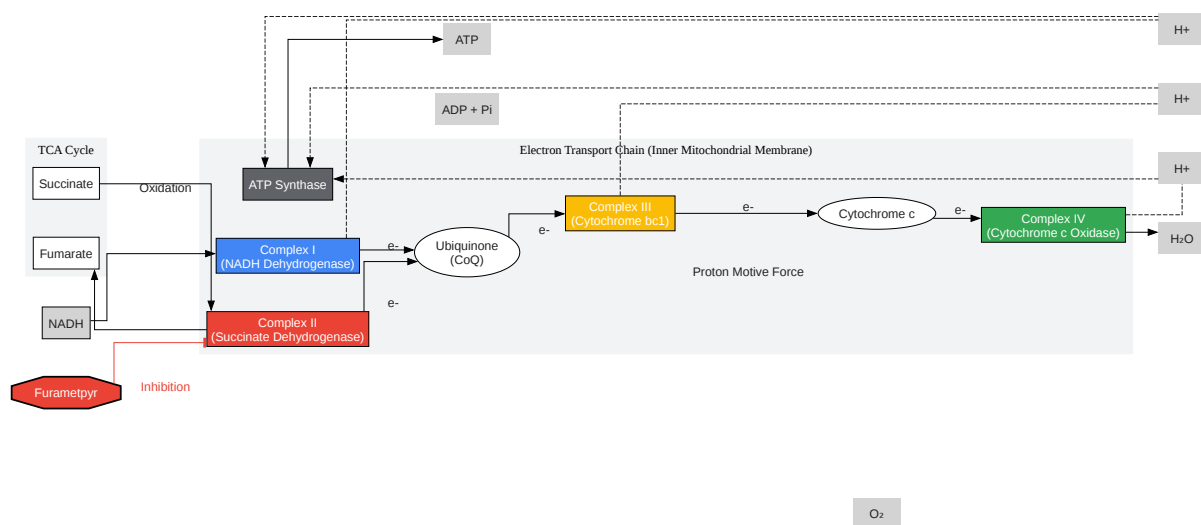 H+
ATP
H+
ADP + Pi
TCA Cycle
Electron Transport Chain (Inner Mitochondrial Membrane)
H+
Succinate
Oxidation
ATP Synthase
Complex III
(Cytochrome bc1)
e-
Cytochrome c
e-
Complex IV
(Cytochrome c Oxidase)
e-
H₂O
Fumarate
Complex I
(NADH Dehydrogenase)
e-
Ubiquinone
(CoQ)
Proton Motive Force
e-
NADH
Complex II
(Succinate Dehydrogenase)
Inhibition
Furametpyr
O₂